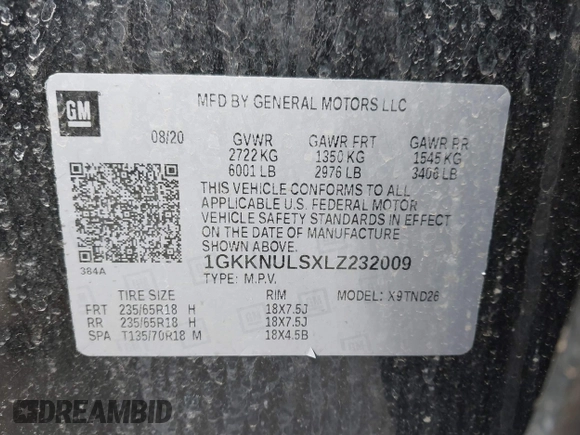 GM
MFD BY GENERAL MOTORS LLC
08/20 GVWR GAWR FRT GAWR RR
2722 KG 1350 KG 1545 KG
6001 LB 2976 LB 3406 LB
THIS VEHICLE CONFORMS TO ALL
APPLICABLE U.S. FEDERAL MOTOR
VEHICLE SAFETY STANDARDS IN EFFECT
ON THE DATE OF MANUFACTURE
SHOWN ABOVE.
384A 1GKKNULSXLZ232009
TYPE: M.P.V.
TIRE SIZE RIM MODEL: X9TND26
FRT 235/65R18 H 18X7.5J
RR 235/65R18 H 18X7.5J
SPA T135/70R18 M 18X4.5B
DREAMBID